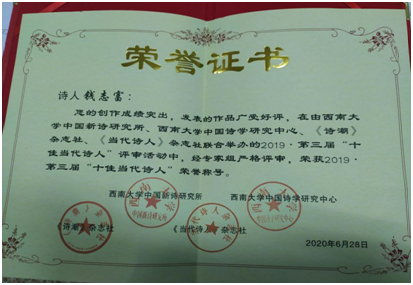 荣誉证书
诗人钱志富：
您的创作成绩突出，发表的作品广受好评。在由西南大
学中国新诗研究所、西南大学中国诗学研究中心、《诗潮》
杂志社、《当代诗人》杂志社联合举办的2019·第三届“十
佳当代诗人”评审活动中，经专家组严格评审，荣获2019·
第三届“十佳当代诗人”荣誉称号。
西南大学中国新诗研究所 西南大学中国诗学研究中心
《诗潮》杂志社 《当代诗人》杂志社
2020年6月28日